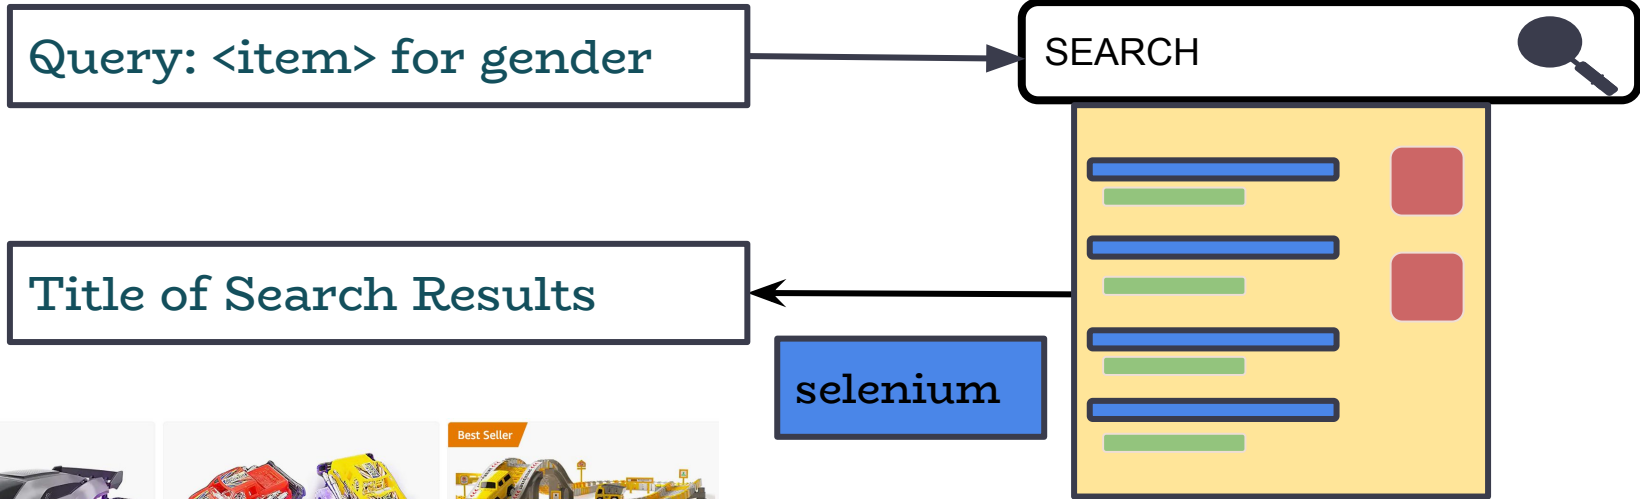 Query: <item> for gender
SEARCH
Title of Search Results
selenium
Best Seller